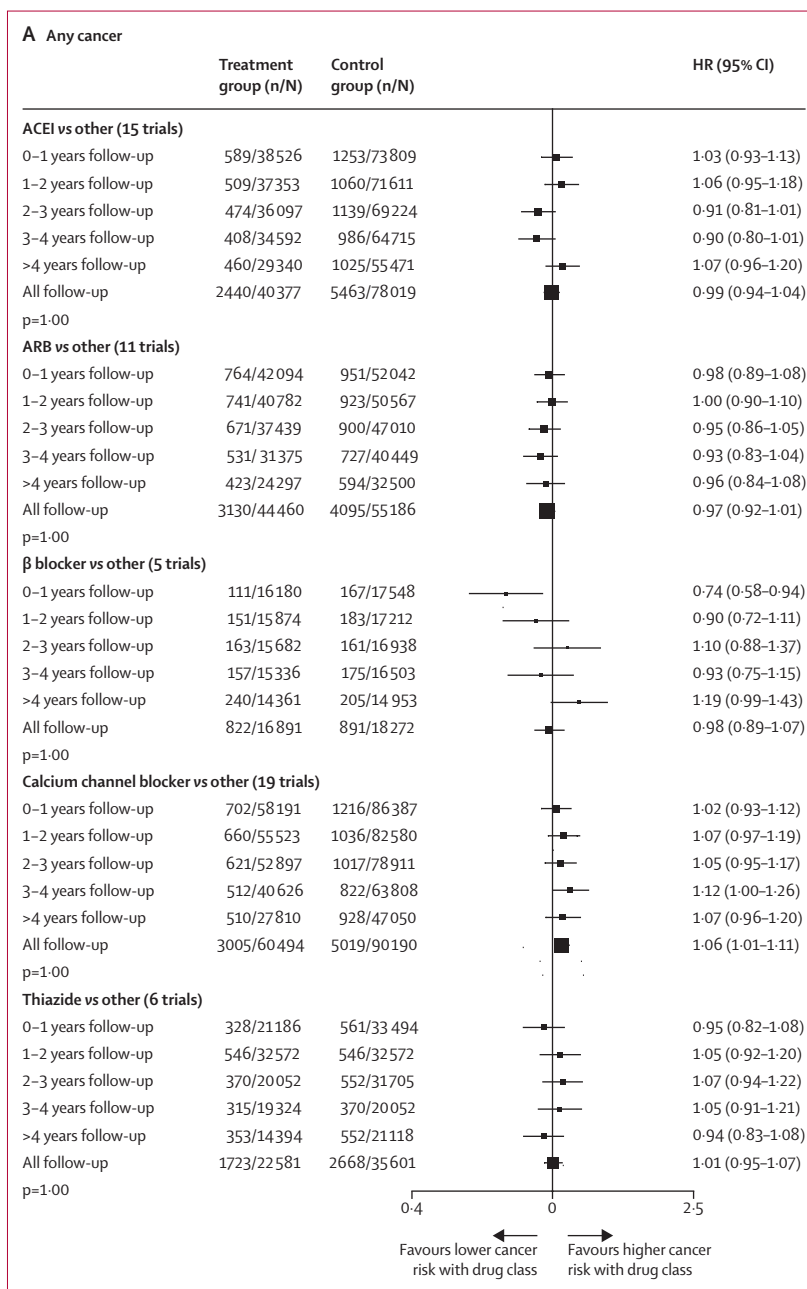 A Any cancer
Treatment group (n/N) Control group (n/N) HR (95% CI)
ACEI vs other (15 trials)
0–1 years follow-up 589/38526 1253/73809 1·03 (0·93–1·13)
1–2 years follow-up 509/37353 1060/71611 1·06 (0·95–1·18)
2–3 years follow-up 474/36097 1139/69224 0·91 (0·81–1·01)
3–4 years follow-up 408/34592 986/64715 0·90 (0·80–1·01)
>4 years follow-up 460/29340 1025/55471 1·07 (0·96–1·20)
All follow-up 2440/40377 5463/78019 0·99 (0·94–1·04)
p=1·00
ARB vs other (11 trials)
0–1 years follow-up 764/42094 951/52042 0·98 (0·89–1·08)
1–2 years follow-up 741/40782 923/50567 1·00 (0·90–1·10)
2–3 years follow-up 671/37439 900/47010 0·95 (0·86–1·05)
3–4 years follow-up 531/31375 727/40449 0·93 (0·83–1·04)
>4 years follow-up 423/24297 594/32500 0·96 (0·84–1·08)
All follow-up 3130/44460 4095/55186 0·97 (0·92–1·01)
p=1·00
β blocker vs other (5 trials)
0–1 years follow-up 111/16180 167/17548 0·74 (0·58–0·94)
1–2 years follow-up 151/15874 183/17212 0·90 (0·72–1·11)
2–3 years follow-up 163/15682 161/16938 1·10 (0·88–1·37)
3–4 years follow-up 157/15336 175/16503 0·93 (0·75–1·15)
>4 years follow-up 240/14361 205/14953 1·19 (0·99–1·43)
All follow-up 822/16891 891/18272 0·98 (0·89–1·07)
p=1·00
Calcium channel blocker vs other (19 trials)
0–1 years follow-up 702/58191 1216/86387 1·02 (0·93–1·12)
1–2 years follow-up 660/55523 1036/82580 1·07 (0·97–1·19)
2–3 years follow-up 621/52897 1017/78911 1·05 (0·95–1·17)
3–4 years follow-up 512/40626 822/63808 1·12 (1·00–1·26)
>4 years follow-up 510/27810 928/47050 1·07 (0·96–1·20)
All follow-up 3005/60494 5019/90190 1·06 (1·01–1·11)
p=1·00
Thiazide vs other (6 trials)
0–1 years follow-up 328/21186 561/33494 0·95 (0·82–1·08)
1–2 years follow-up 546/32572 546/32572 1·05 (0·92–1·20)
2–3 years follow-up 370/20052 552/31705 1·07 (0·94–1·22)
3–4 years follow-up 315/19324 370/20052 1·05 (0·91–1·21)
>4 years follow-up 353/14394 552/21118 0·94 (0·83–1·08)
All follow-up 1723/22581 2668/35601 1·01 (0·95–1·07)
p=1·00
0·4 0 2·5
Favours lower cancer risk with drug class
Favours higher cancer risk with drug class